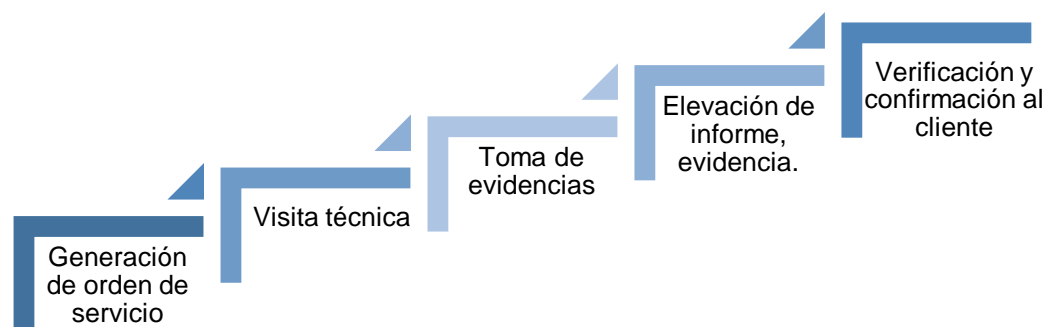 Generación
de orden de
servicio
Visita técnica
Toma de
evidencias
Elevación de
informe,
evidencia.
Verificación y
confirmación al
cliente